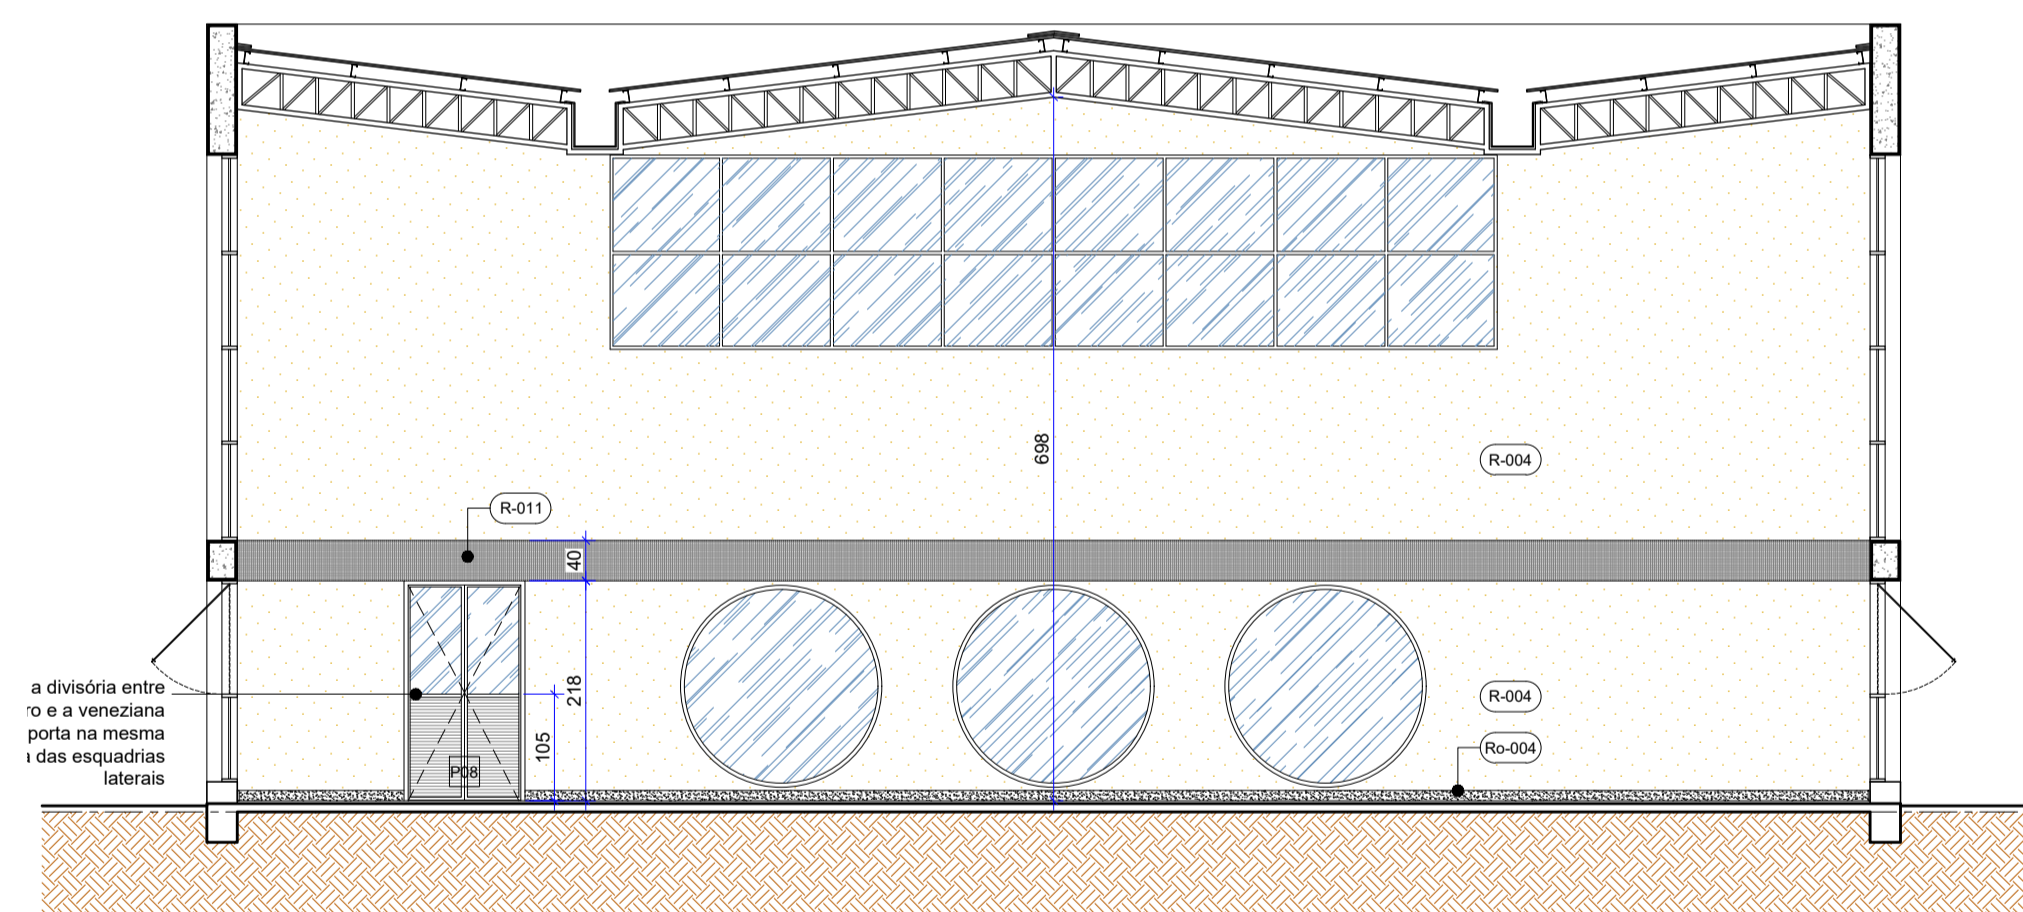 698
R-004
R-011
40
a divisória entre
e a veneziana
porta na mesma
das esquadrias
laterais
218
105
R-004
Ro-004
P08